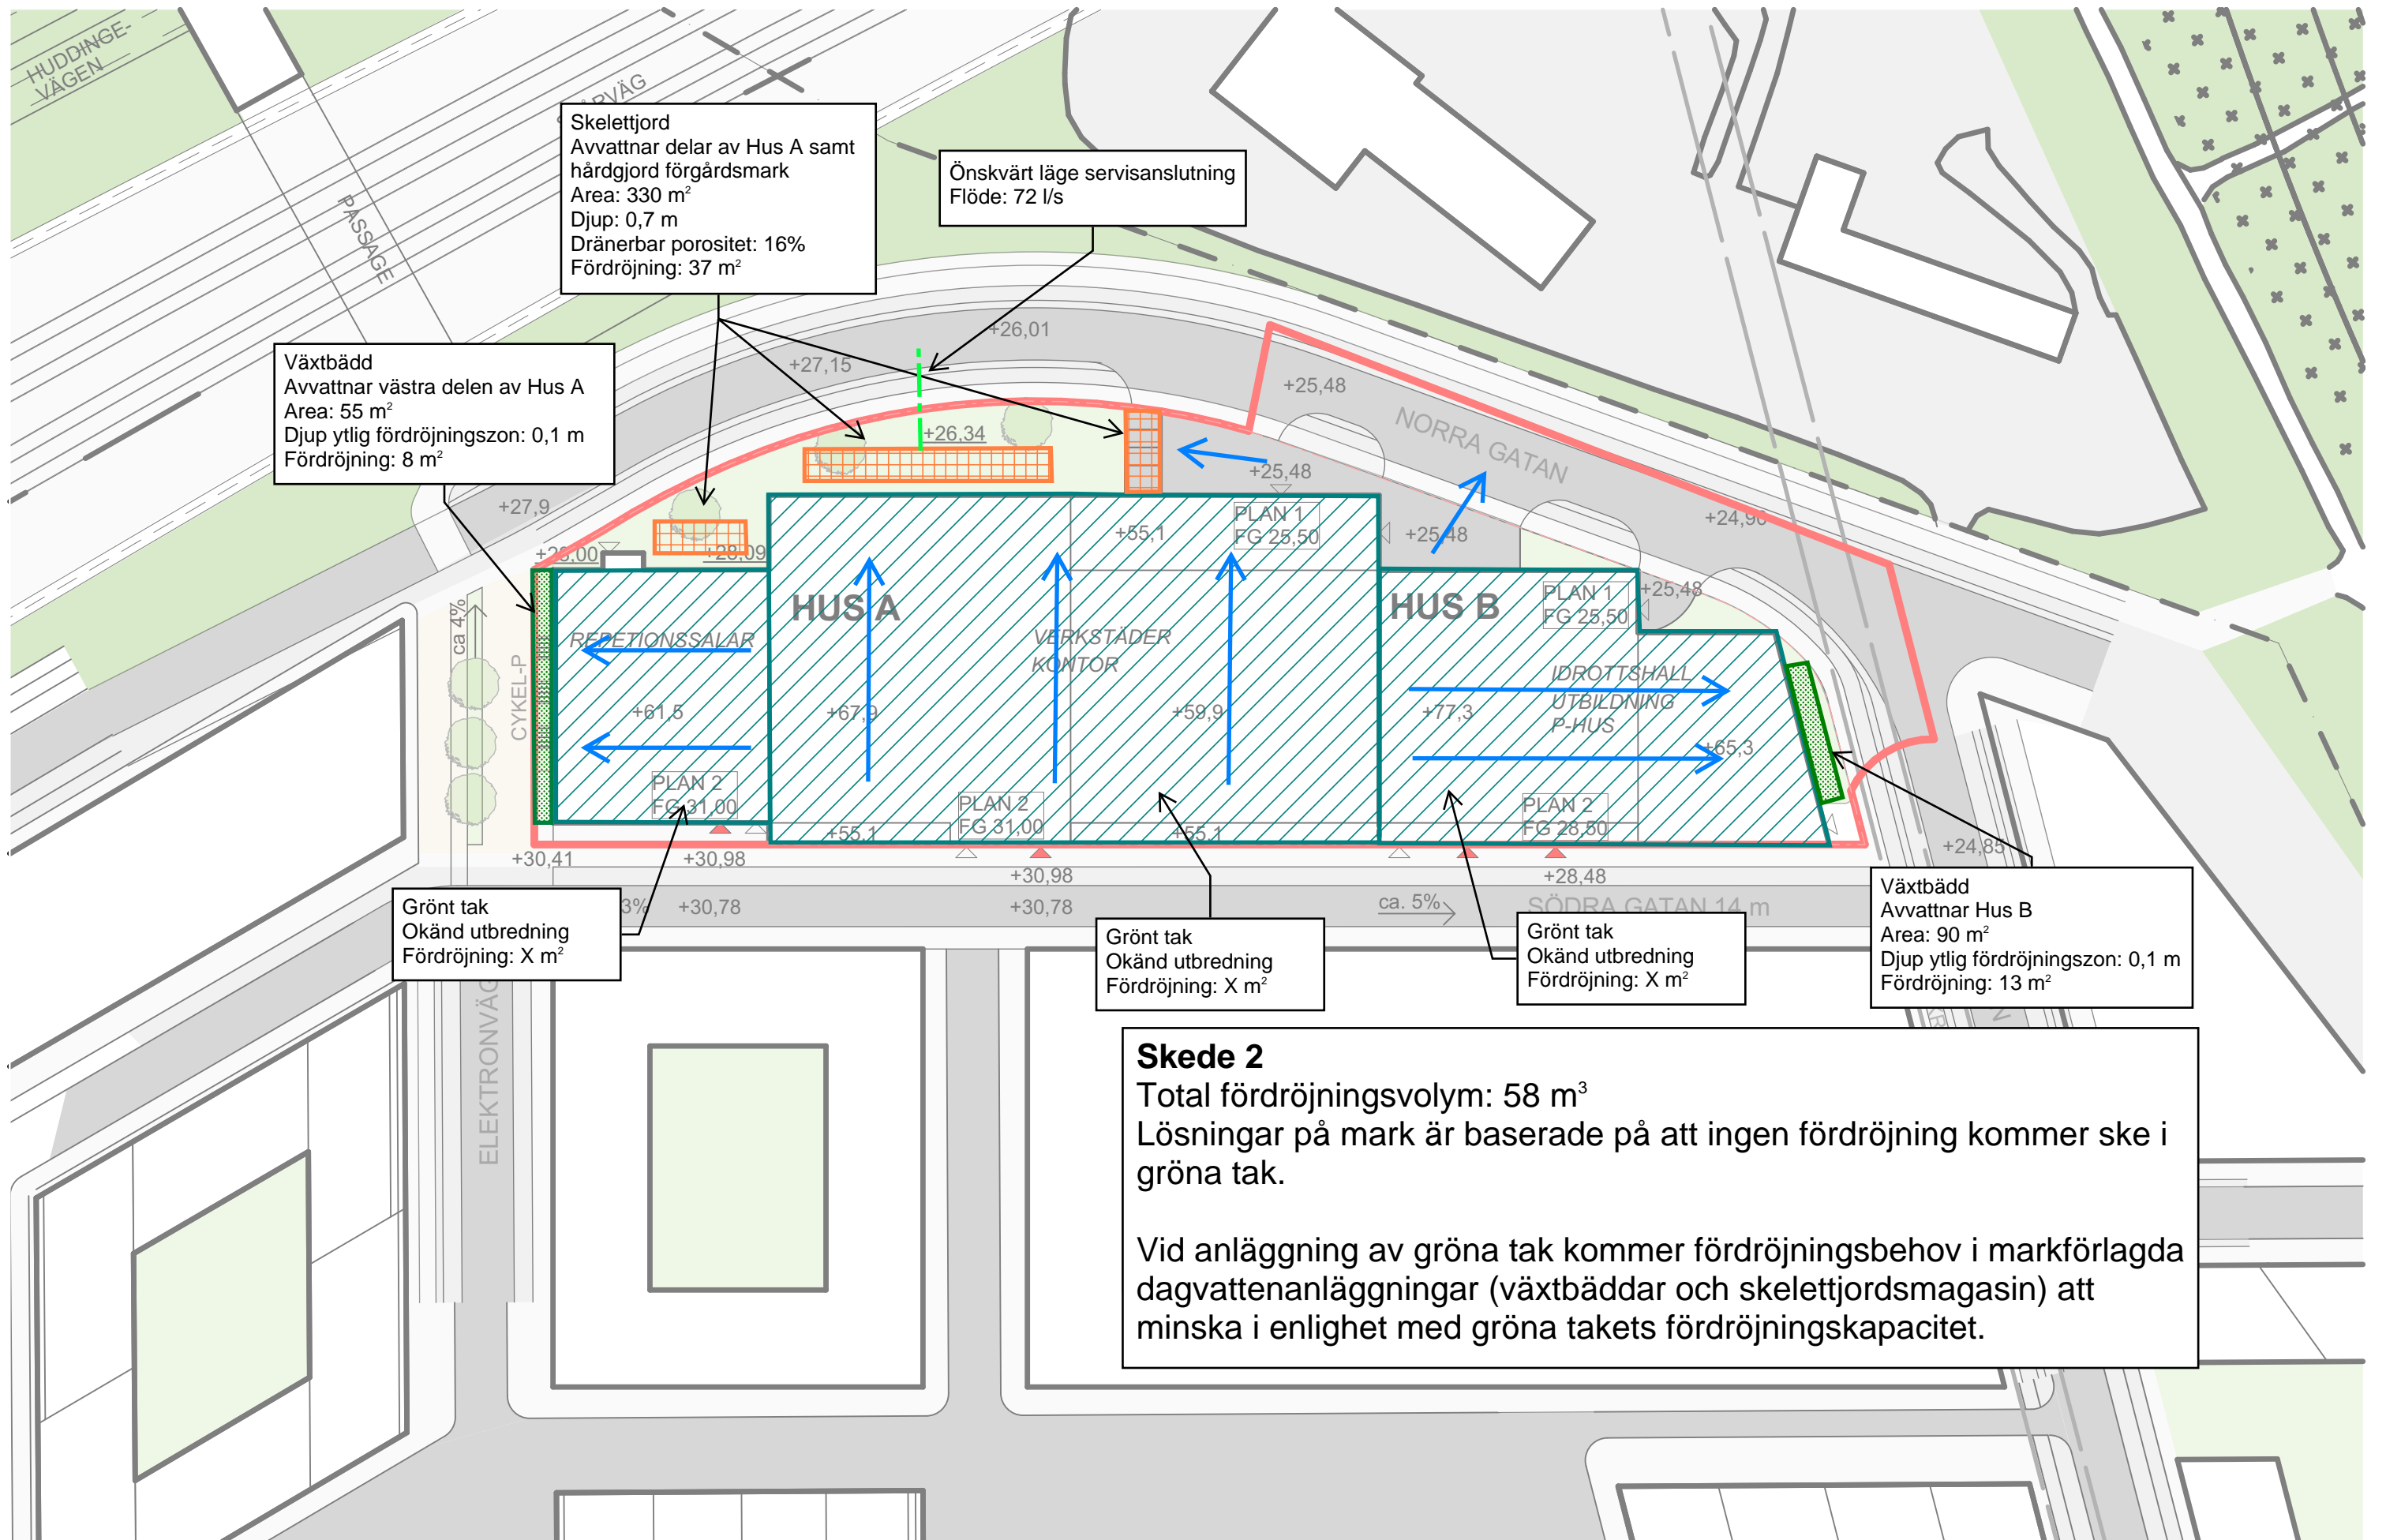 HUDDINGE-
VÄGEN
PASSAGE
Skelettjord
Avvattnar delar av Hus A samt
hårdgjord förgårdsmark
Area: 330 m²
Djup: 0,7 m
Dränerbar porositet: 16%
Fördröjning: 37 m²
Önskvärt läge servisanslutning
Flöde: 72 l/s
Växtbädd
Avvattnar västra delen av Hus A
Area: 55 m²
Djup ytlig fördröjningszon: 0,1 m
Fördröjning: 8 m²
+26,01
+27,15
+25,48
NORRA GATAN
+26,34
+25,48
+27,9
+24,90
PLAN 1
FG 25,50
+55,1
+25,48
+28,09
+25,48
PLAN 1
FG 25,50
HUS A
HUS B
ca 4%
CYKEL-P
REPETIONSSALAR
VERKSTÄDER
KONTOR
IDROTTSHALL
UTBILDNING
P-HUS
+61,5
+67,9
+59,9
+77,3
+65,3
PLAN 2
FG 31,00
PLAN 2
FG 31,00
PLAN 2
FG 28,50
+55,1
+55,1
+30,41
+30,98
+30,98
+28,48
+24,85
3%
+30,78
+30,78
ca. 5%
SÖDRA GATAN 14 m
Grönt tak
Okänd utbredning
Fördröjning: X m²
Grönt tak
Okänd utbredning
Fördröjning: X m²
Grönt tak
Okänd utbredning
Fördröjning: X m²
Växtbädd
Avvattnar Hus B
Area: 90 m²
Djup ytlig fördröjningszon: 0,1 m
Fördröjning: 13 m²
ELEKTRONVÄG
Skede 2
Total fördröjningsvolym: 58 m³
Lösningar på mark är baserade på att ingen fördröjning kommer ske i
gröna tak.
Vid anläggning av gröna tak kommer fördröjningsbehov i markförlagda
dagvattenanläggningar (växtbäddar och skelettjordsmagasin) att
minska i enlighet med gröna takets fördröjningskapacitet.